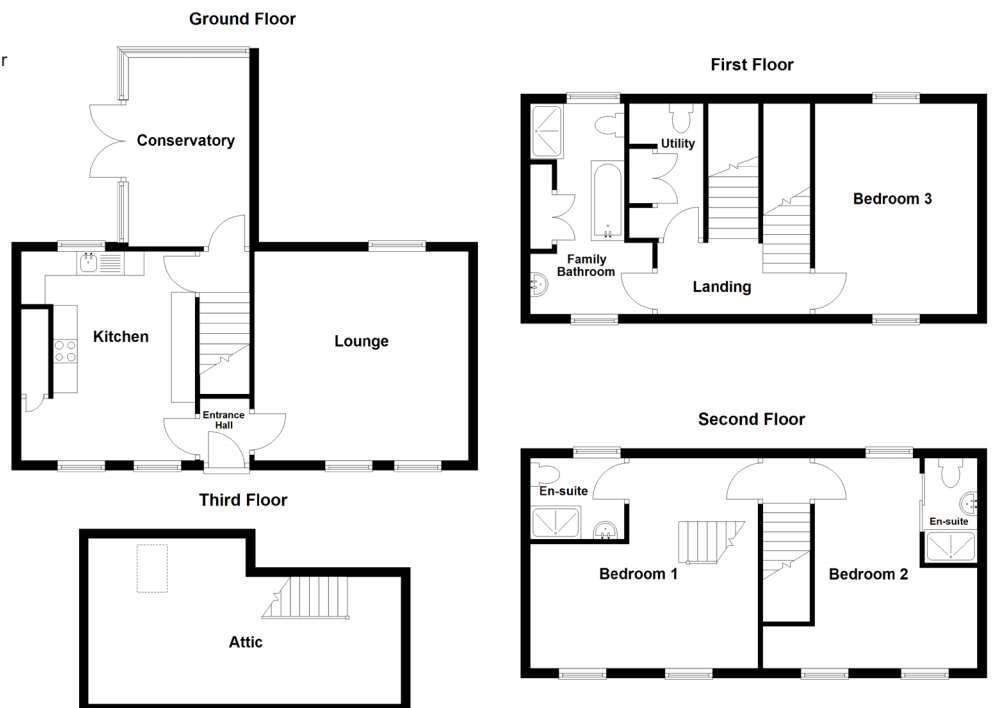 Ground Floor
r
Conservatory
Kitchen
Lounge
Entrance
Hall
First Floor
Utility
Bedroom 3
Family
Bathroom
Landing
Second Floor
En-suite
En-suite
Bedroom 1
Bedroom 2
Third Floor
Attic